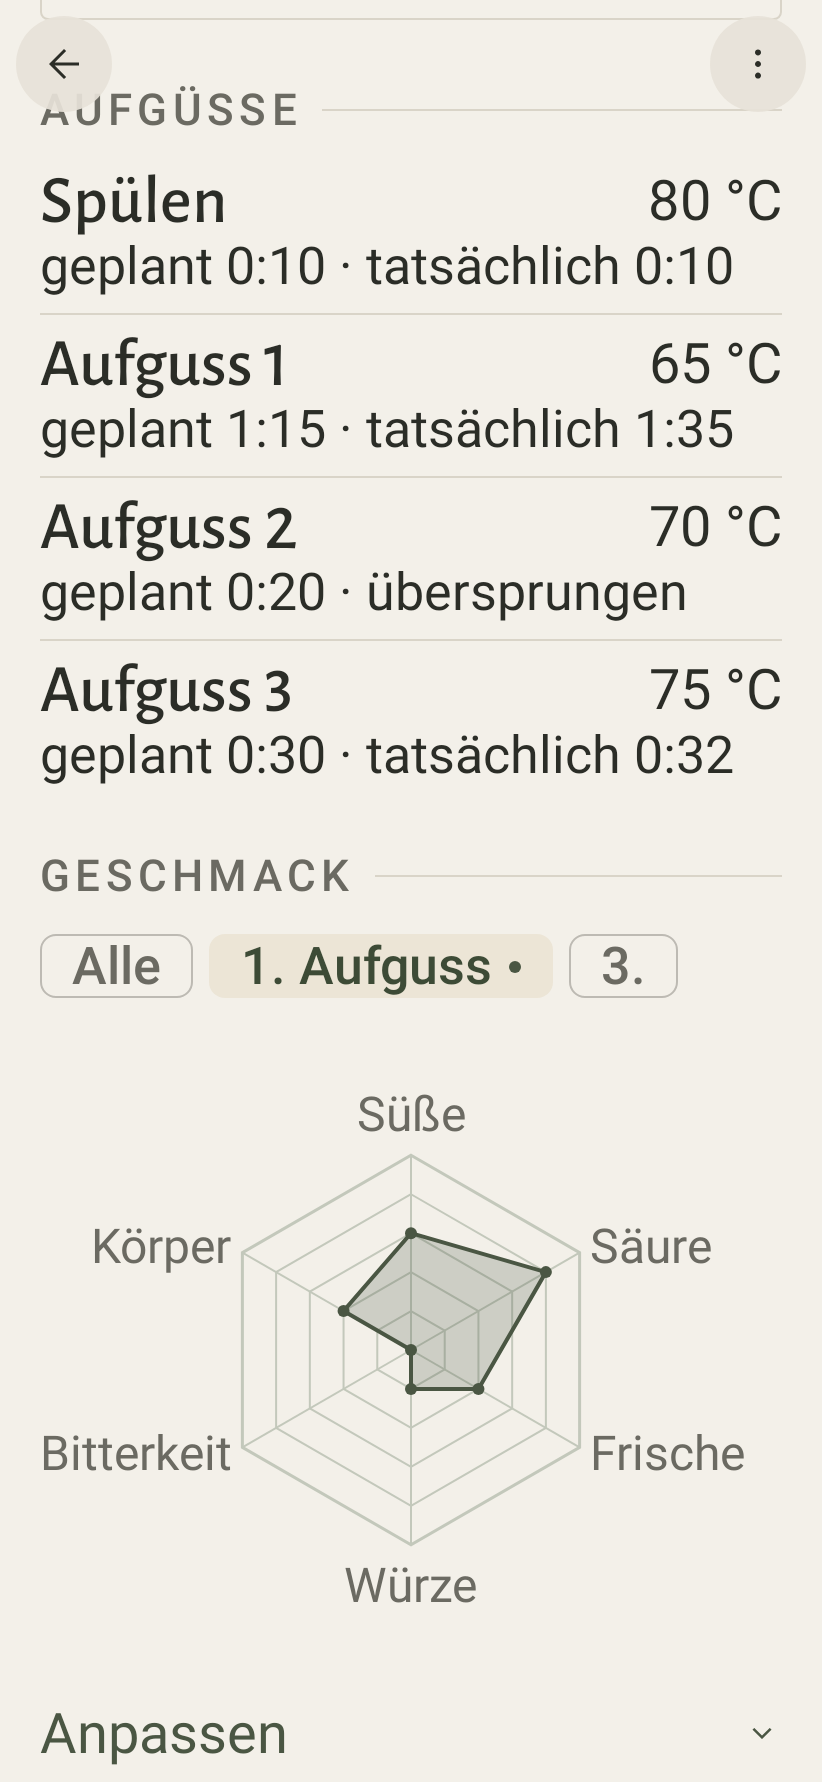 AUFGÜSSE
Spülen 80 °C
geplant 0:10 · tatsächlich 0:10
Aufguss 1 65 °C
geplant 1:15 · tatsächlich 1:35
Aufguss 2 70 °C
geplant 0:20 · übersprungen
Aufguss 3 75 °C
geplant 0:30 · tatsächlich 0:32
GESCHMACK
Alle 1. Aufguss • 3.
Süße
Körper Säure
Bitterkeit Frische
Würze
Anpassen